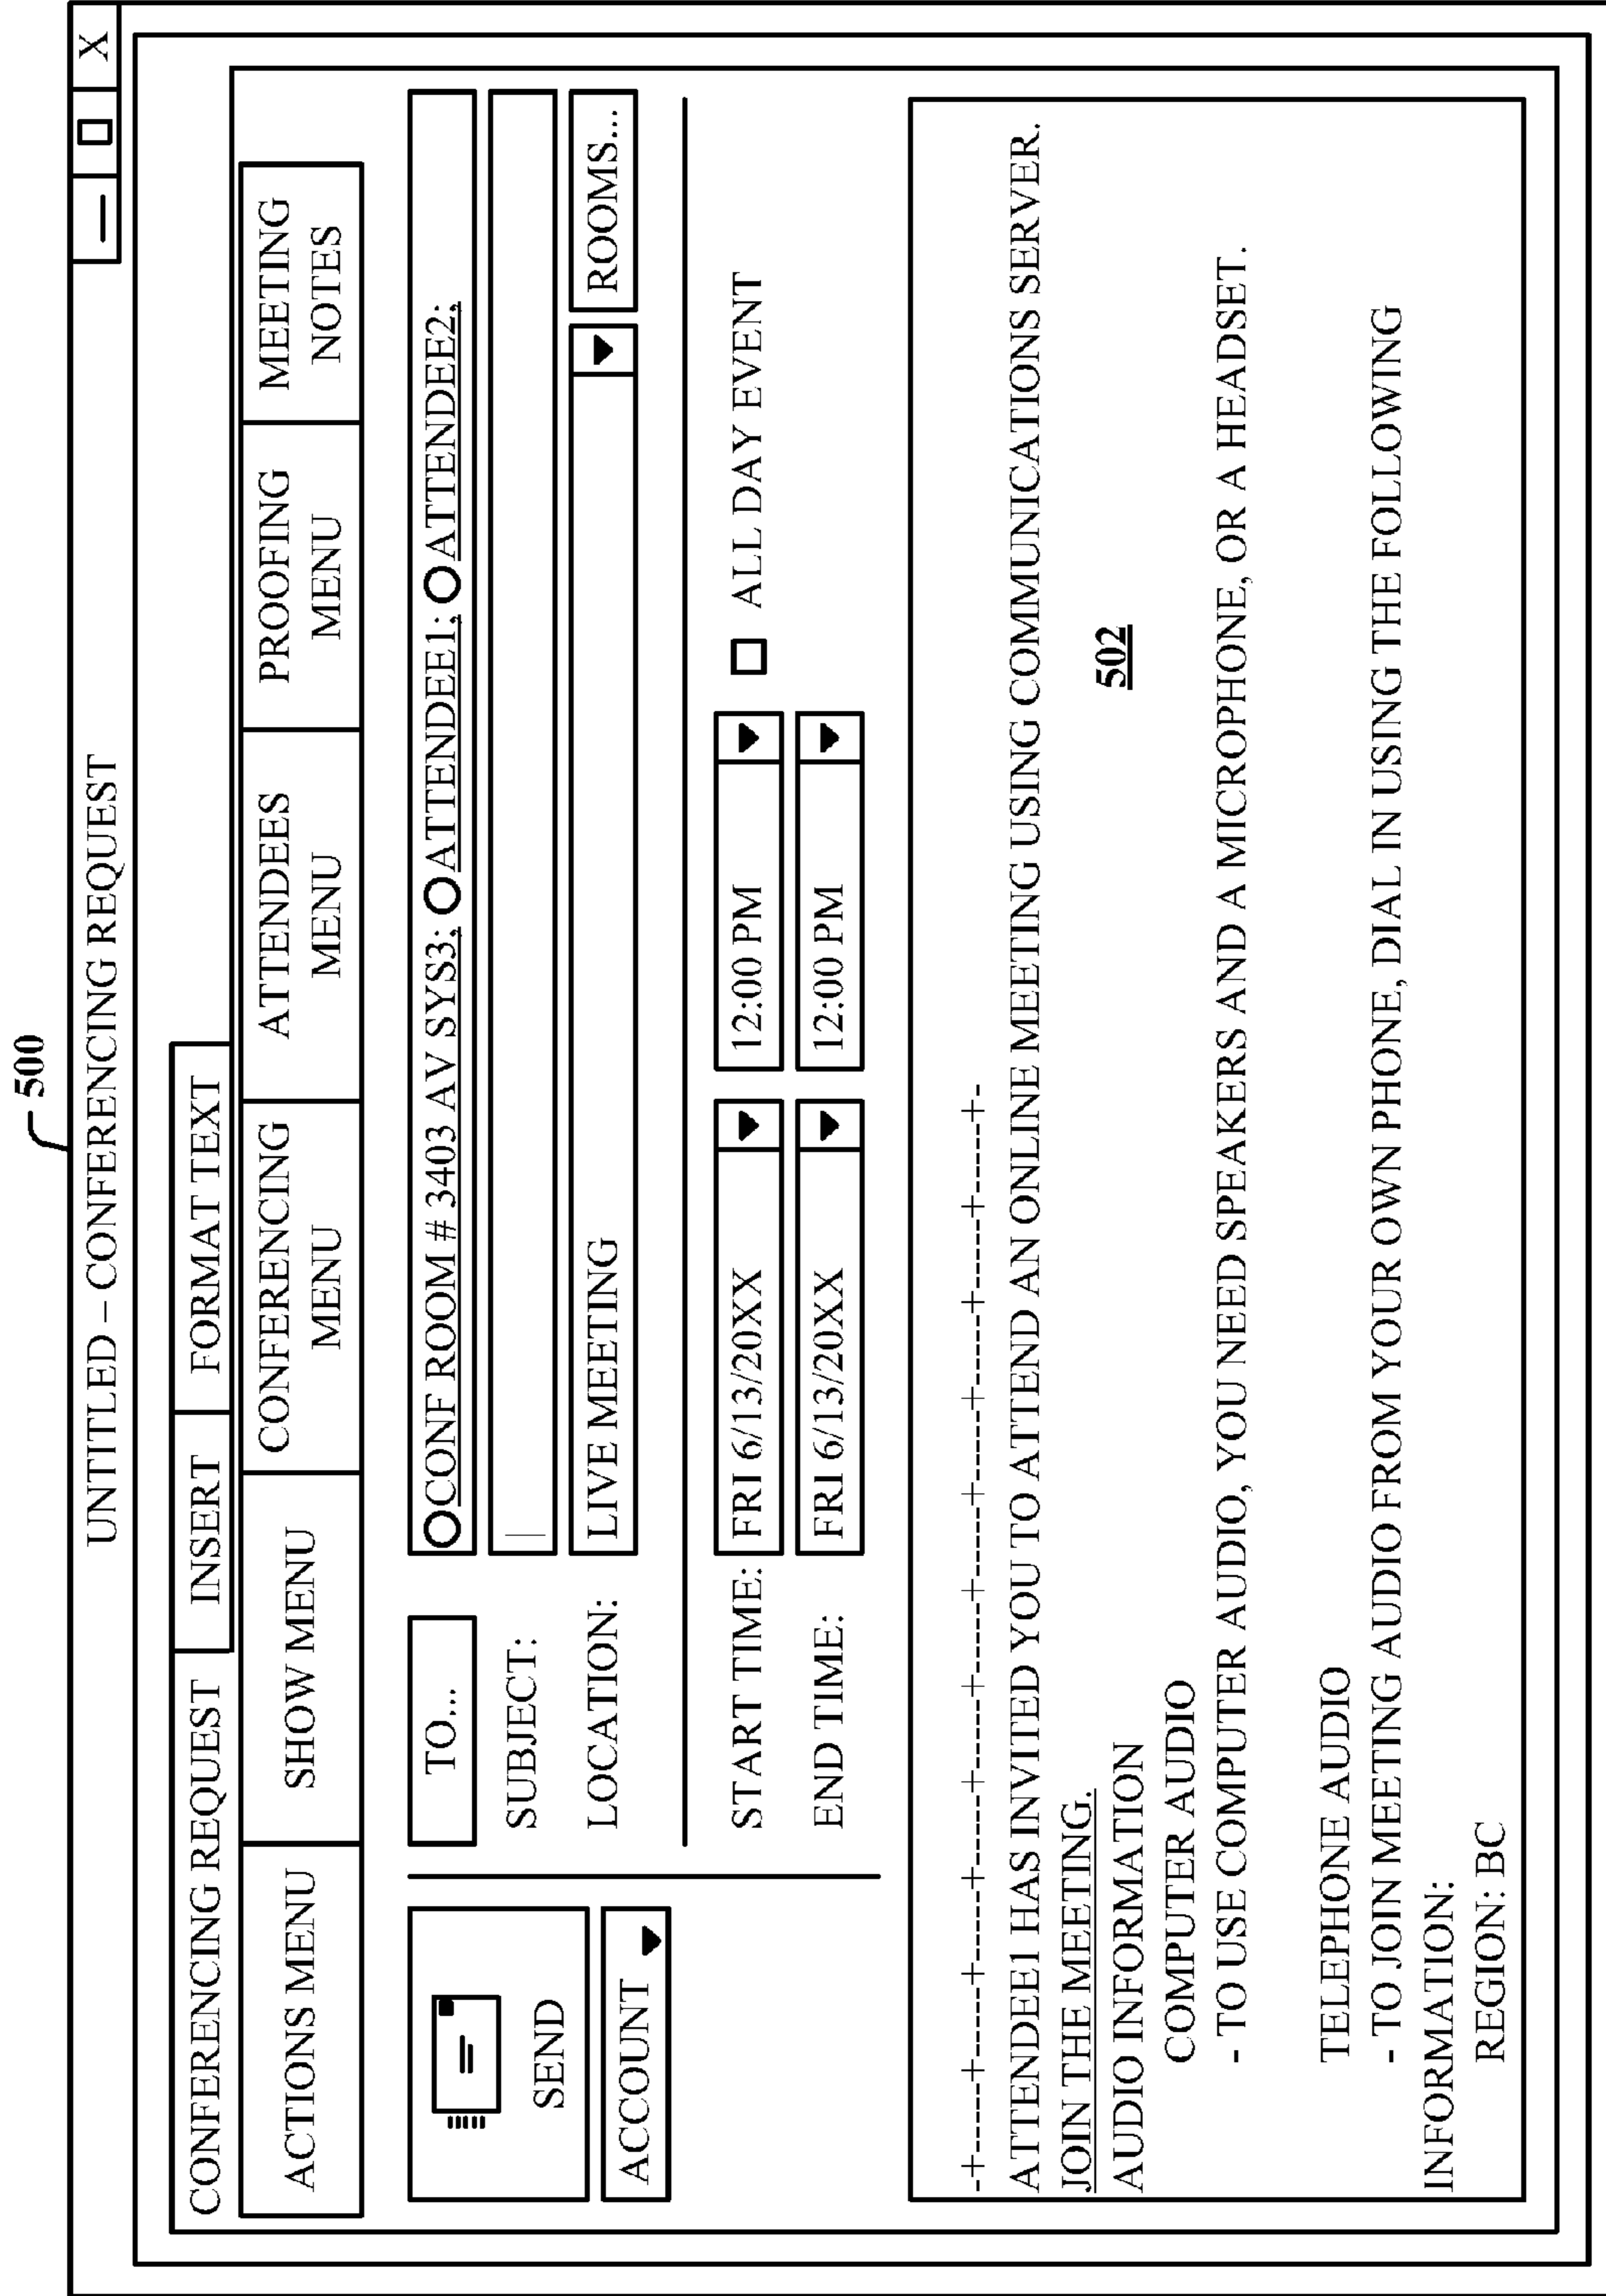 500
UNTITLED – CONFERENCING REQUEST
X
CONFERENCING REQUEST INSERT FORMAT TEXT
ACTIONS MENU SHOW MENU CONFERENCING MENU ATTENDEES MENU PROOFING MENU MEETING NOTES
SEND
ACCOUNT
TO... CONF ROOM # 3403 AV SYS3; ATTENDEE1; ATTENDEE2;
SUBJECT:
LOCATION: LIVE MEETING ROOMS...
START TIME: FRI 6/13/20XX 12:00 PM ALL DAY EVENT
END TIME: FRI 6/13/20XX 12:00 PM
ATTENDEE1 HAS INVITED YOU TO ATTEND AN ONLINE MEETING USING COMMUNICATIONS SERVER.
JOIN THE MEETING.
502
AUDIO INFORMATION
COMPUTER AUDIO
- TO USE COMPUTER AUDIO, YOU NEED SPEAKERS AND A MICROPHONE, OR A HEADSET.
TELEPHONE AUDIO
- TO JOIN MEETING AUDIO FROM YOUR OWN PHONE, DIAL IN USING THE FOLLOWING
INFORMATION:
REGION: BC